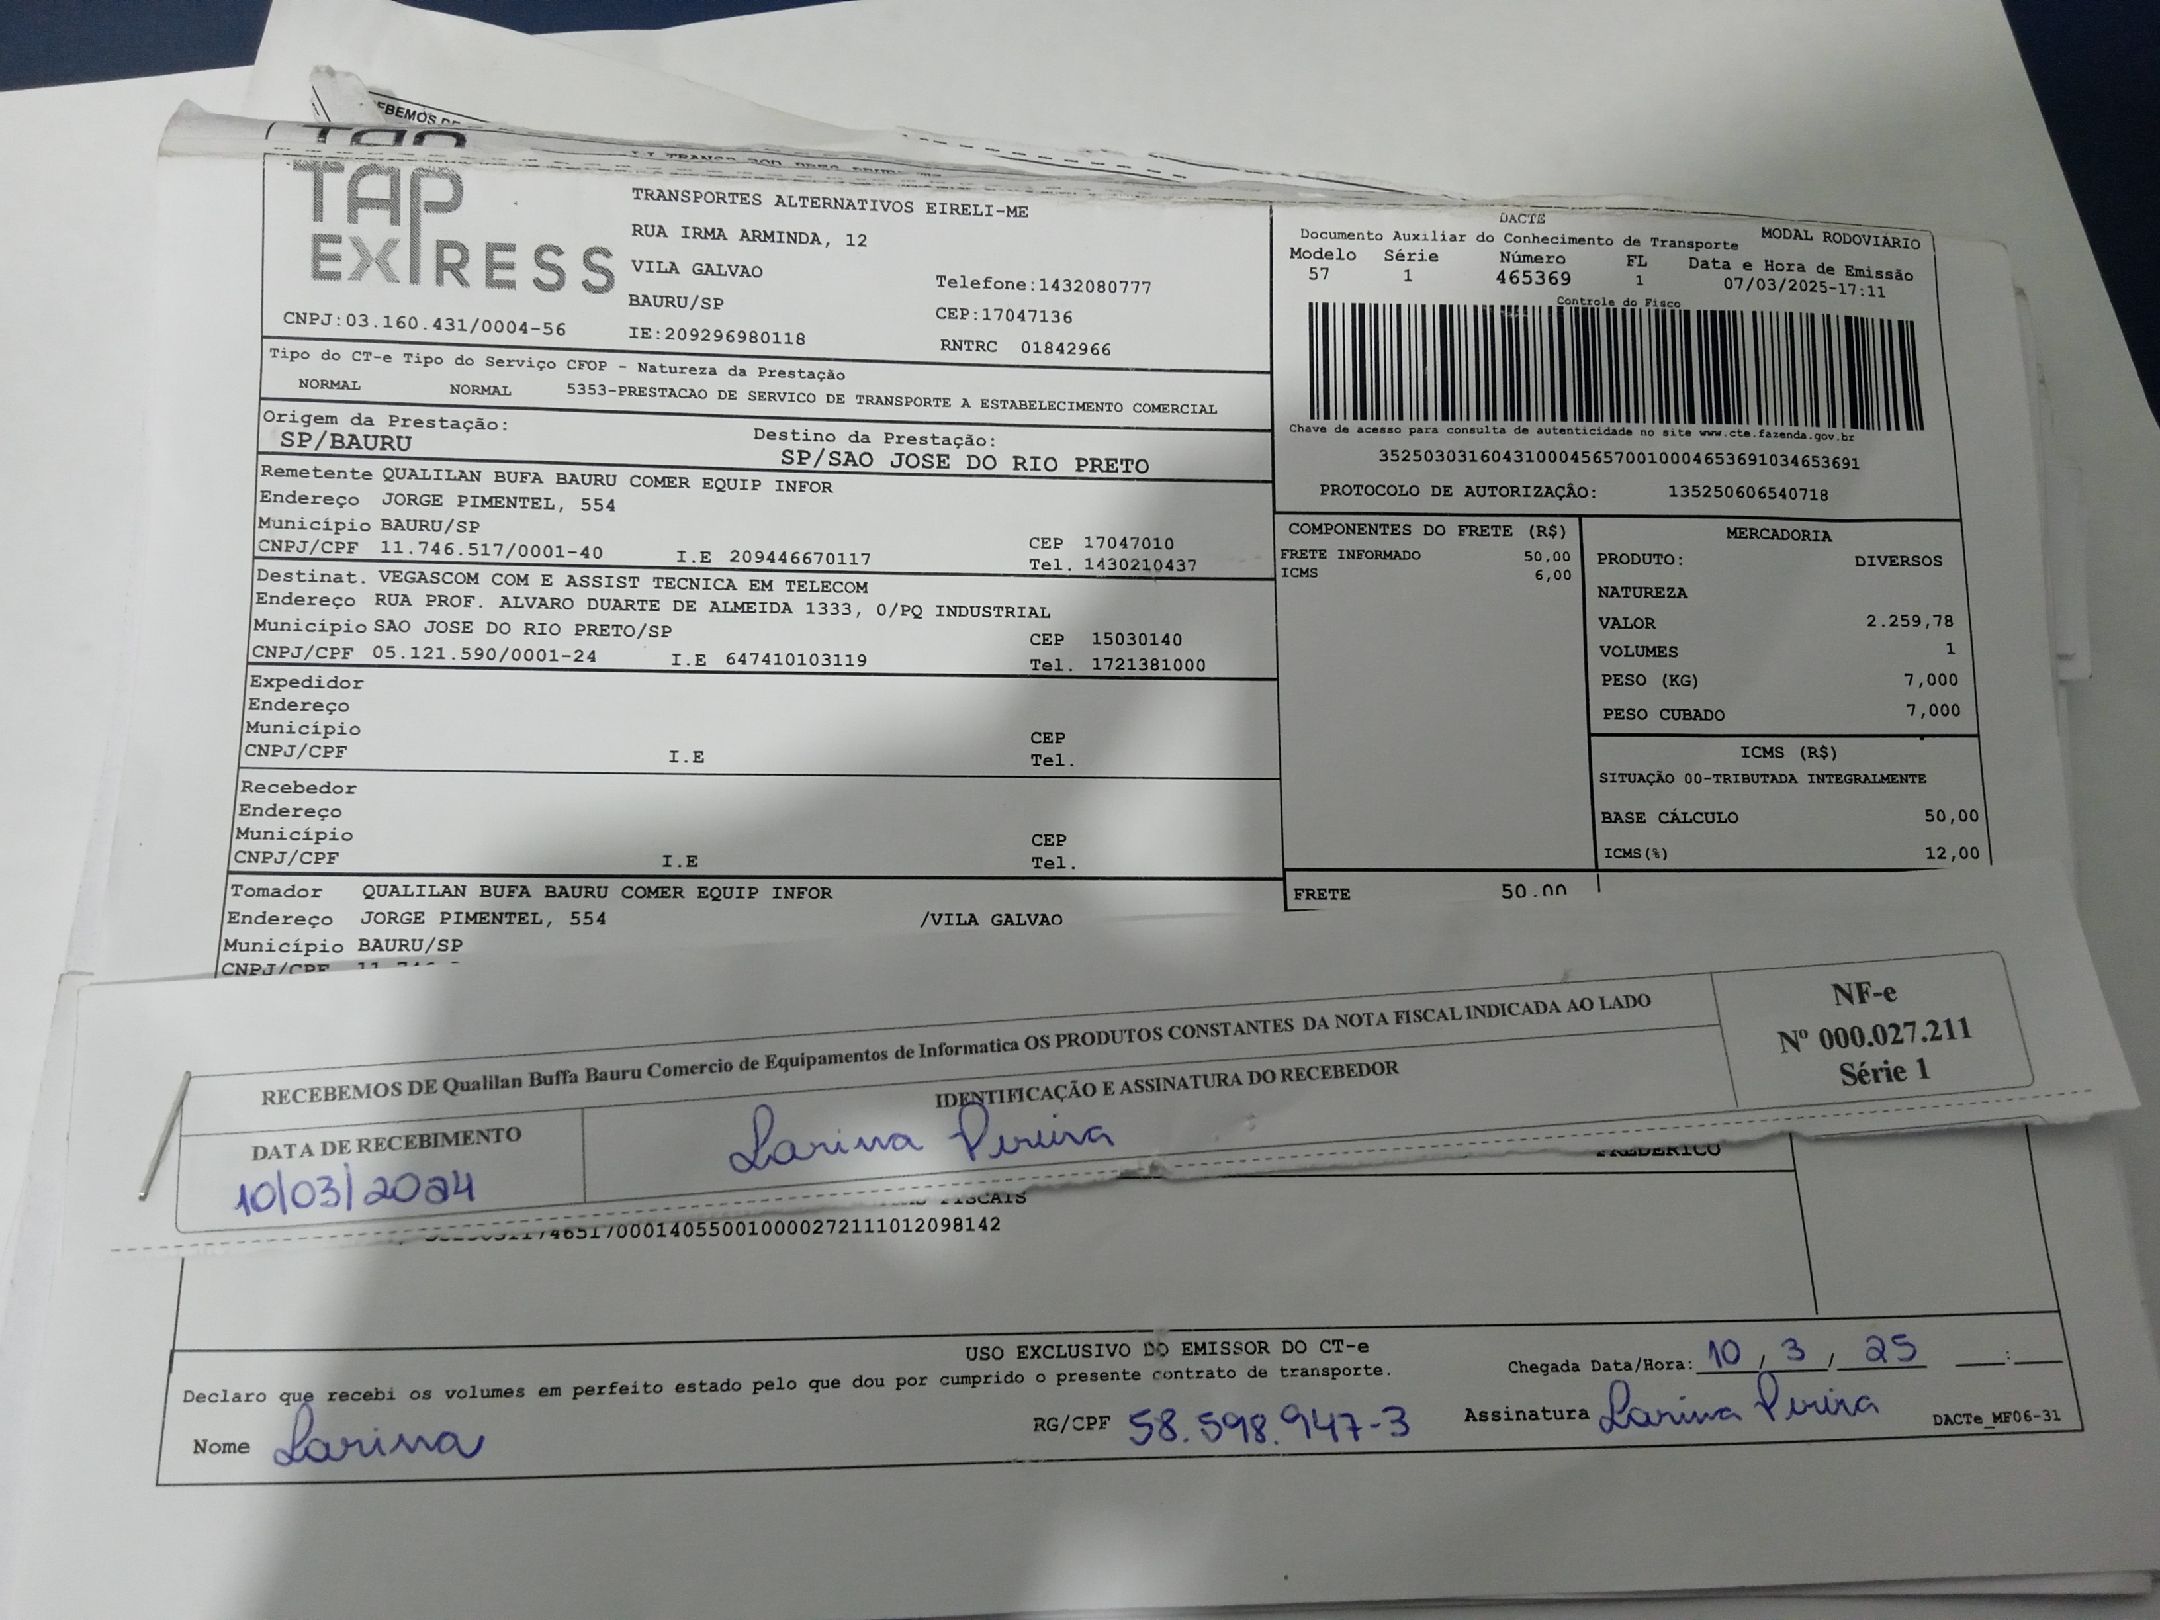 EBEMOS DE
TAP
TAP
EXPRESS
CNPJ:03.160.431/0004-56
TRANSPORTES ALTERNATIVOS EIRELI-ME
RUA IRMA ARMINDA, 12
VILA GALVAO
Telefone:1432080777
BAURU/SP
CEP:17047136
IE:209296980118
RNTRC 01842966
DACTE
MODAL RODOVIÁRIO
Documento Auxiliar do Conhecimento de Transporte
Modelo Série Número FL Data e Hora de Emissão
57 1 465369 1 07/03/2025-17:11
Controle do Fisco
Chave de acesso para consulta de autenticidade no site www.cte.fazenda.gov.br
35250303160431000456570010004653691034653691
PROTOCOLO DE AUTORIZAÇÃO: 135250606540718
Tipo do CT-e Tipo do Serviço CFOP - Natureza da Prestação
NORMAL NORMAL 5353-PRESTACAO DE SERVICO DE TRANSPORTE A ESTABELECIMENTO COMERCIAL
Origem da Prestação: Destino da Prestação:
SP/BAURU SP/SAO JOSE DO RIO PRETO
Remetente QUALILAN BUFA BAURU COMER EQUIP INFOR
Endereço JORGE PIMENTEL, 554
Município BAURU/SP CEP 17047010
CNPJ/CPF 11.746.517/0001-40 I.E 209446670117 Tel. 1430210437
Destinat. VEGASCOM COM E ASSIST TECNICA EM TELECOM
Endereço RUA PROF. ALVARO DUARTE DE ALMEIDA 1333, 0/PQ INDUSTRIAL
Município SAO JOSE DO RIO PRETO/SP CEP 15030140
CNPJ/CPF 05.121.590/0001-24 I.E 647410103119 Tel. 1721381000
Expedidor
Endereço
Município CEP
CNPJ/CPF I.E Tel.
Recebedor
Endereço
Município CEP
CNPJ/CPF I.E Tel.
Tomador QUALILAN BUFA BAURU COMER EQUIP INFOR
Endereço JORGE PIMENTEL, 554 /VILA GALVAO
Município BAURU/SP
CNPJ/CPF
COMPONENTES DO FRETE (R$)
FRETE INFORMADO 50,00
ICMS 6,00
FRETE 50.00
MERCADORIA
PRODUTO: DIVERSOS
NATUREZA
VALOR 2.259,78
VOLUMES 1
PESO (KG) 7,000
PESO CUBADO 7,000
ICMS (R$)
SITUAÇÃO 00-TRIBUTADA INTEGRALMENTE
BASE CÁLCULO 50,00
ICMS(%) 12,00
RECEBEMOS DE Qualilan Buffa Bauru Comercio de Equipamentos de Informatica OS PRODUTOS CONSTANTES DA NOTA FISCAL INDICADA AO LADO
NF-e
Nº 000.027.211
Série 1
DATA DE RECEBIMENTO
10/03/2024
IDENTIFICAÇÃO E ASSINATURA DO RECEBEDOR
Larissa Pereira
FREDERICO
FISCAIS
7465170001405500100002721110120981​42
USO EXCLUSIVO DO EMISSOR DO CT-e
Declaro que recebi os volumes em perfeito estado pelo que dou por cumprido o presente contrato de transporte.
Chegada Data/Hora: 10 / 3 / 25 __:__
Nome Larissa
RG/CPF 58.598.947-3
Assinatura Larissa Pereira
DACTe_MF06-31